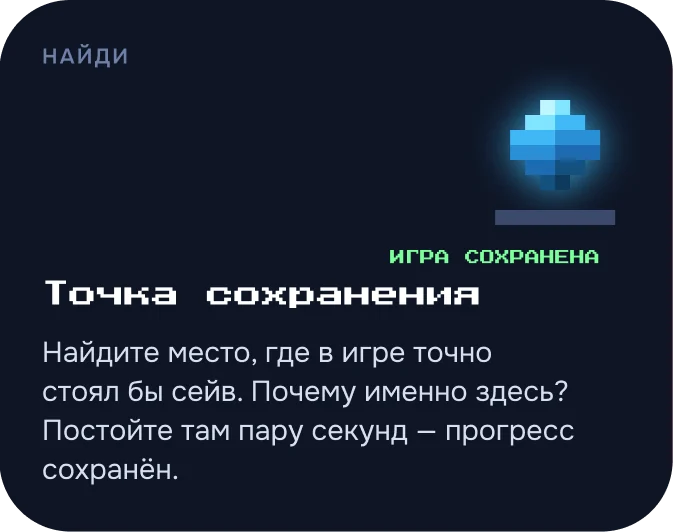 НАЙДИ
ИГРА СОХРАНЕНА
Точка сохранения
Найдите место, где в игре точно
стоял бы сейв. Почему именно здесь?
Постойте там пару секунд — прогресс
сохранён.